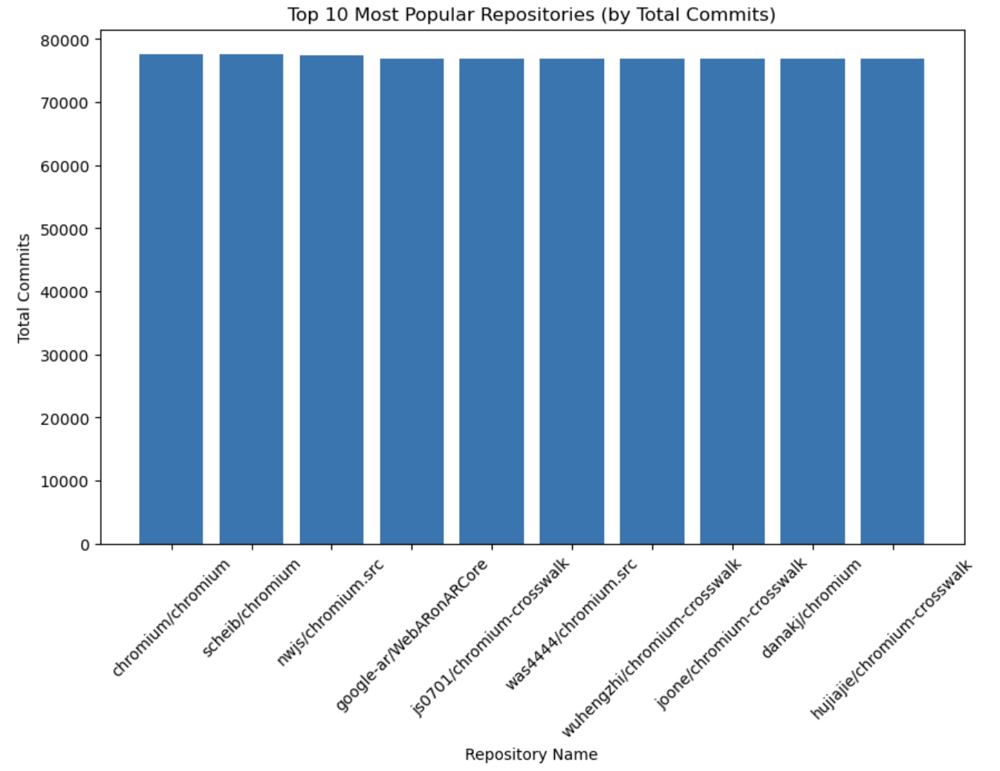 Top 10 Most Popular Repositories (by Total Commits)
80000
70000
60000
50000
40000
30000
20000
10000
0
Total Commits
chromium/chromium
scheib/chromium
nwjs/chromium.src
google-ar/WebARonARCore
js0701/chromium-crosswalk
was4444/chromium.src
wuhengzhi/chromium-crosswalk
joone/chromium-crosswalk
danakj/chromium
hujiajie/chromium-crosswalk
Repository Name